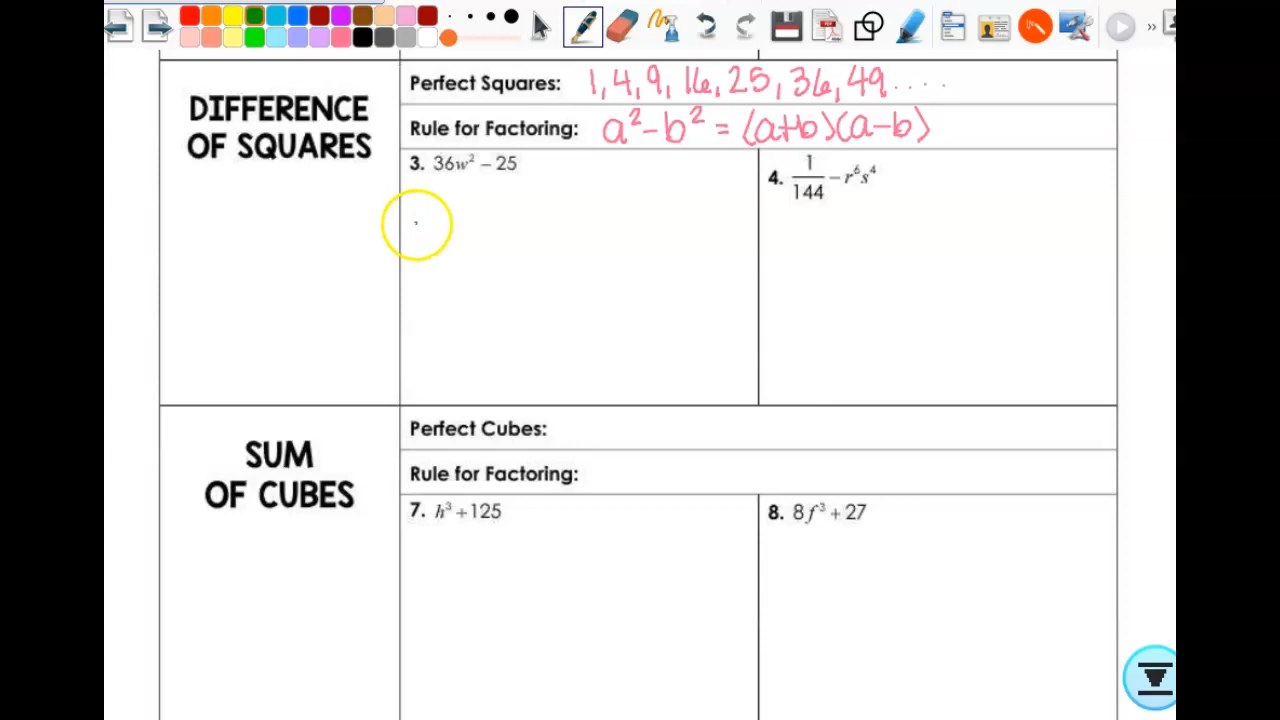 DIFFERENCE
OF SQUARES
Perfect Squares: 1, 4, 9, 16, 25, 36, 49 . . . .
Rule for Factoring: a² – b² = (a+b)(a–b)
3. 36w² – 25
4. 1/144 – r⁶s⁴
SUM
OF CUBES
Perfect Cubes:
Rule for Factoring:
7. h³ + 125
8. 8f³ + 27